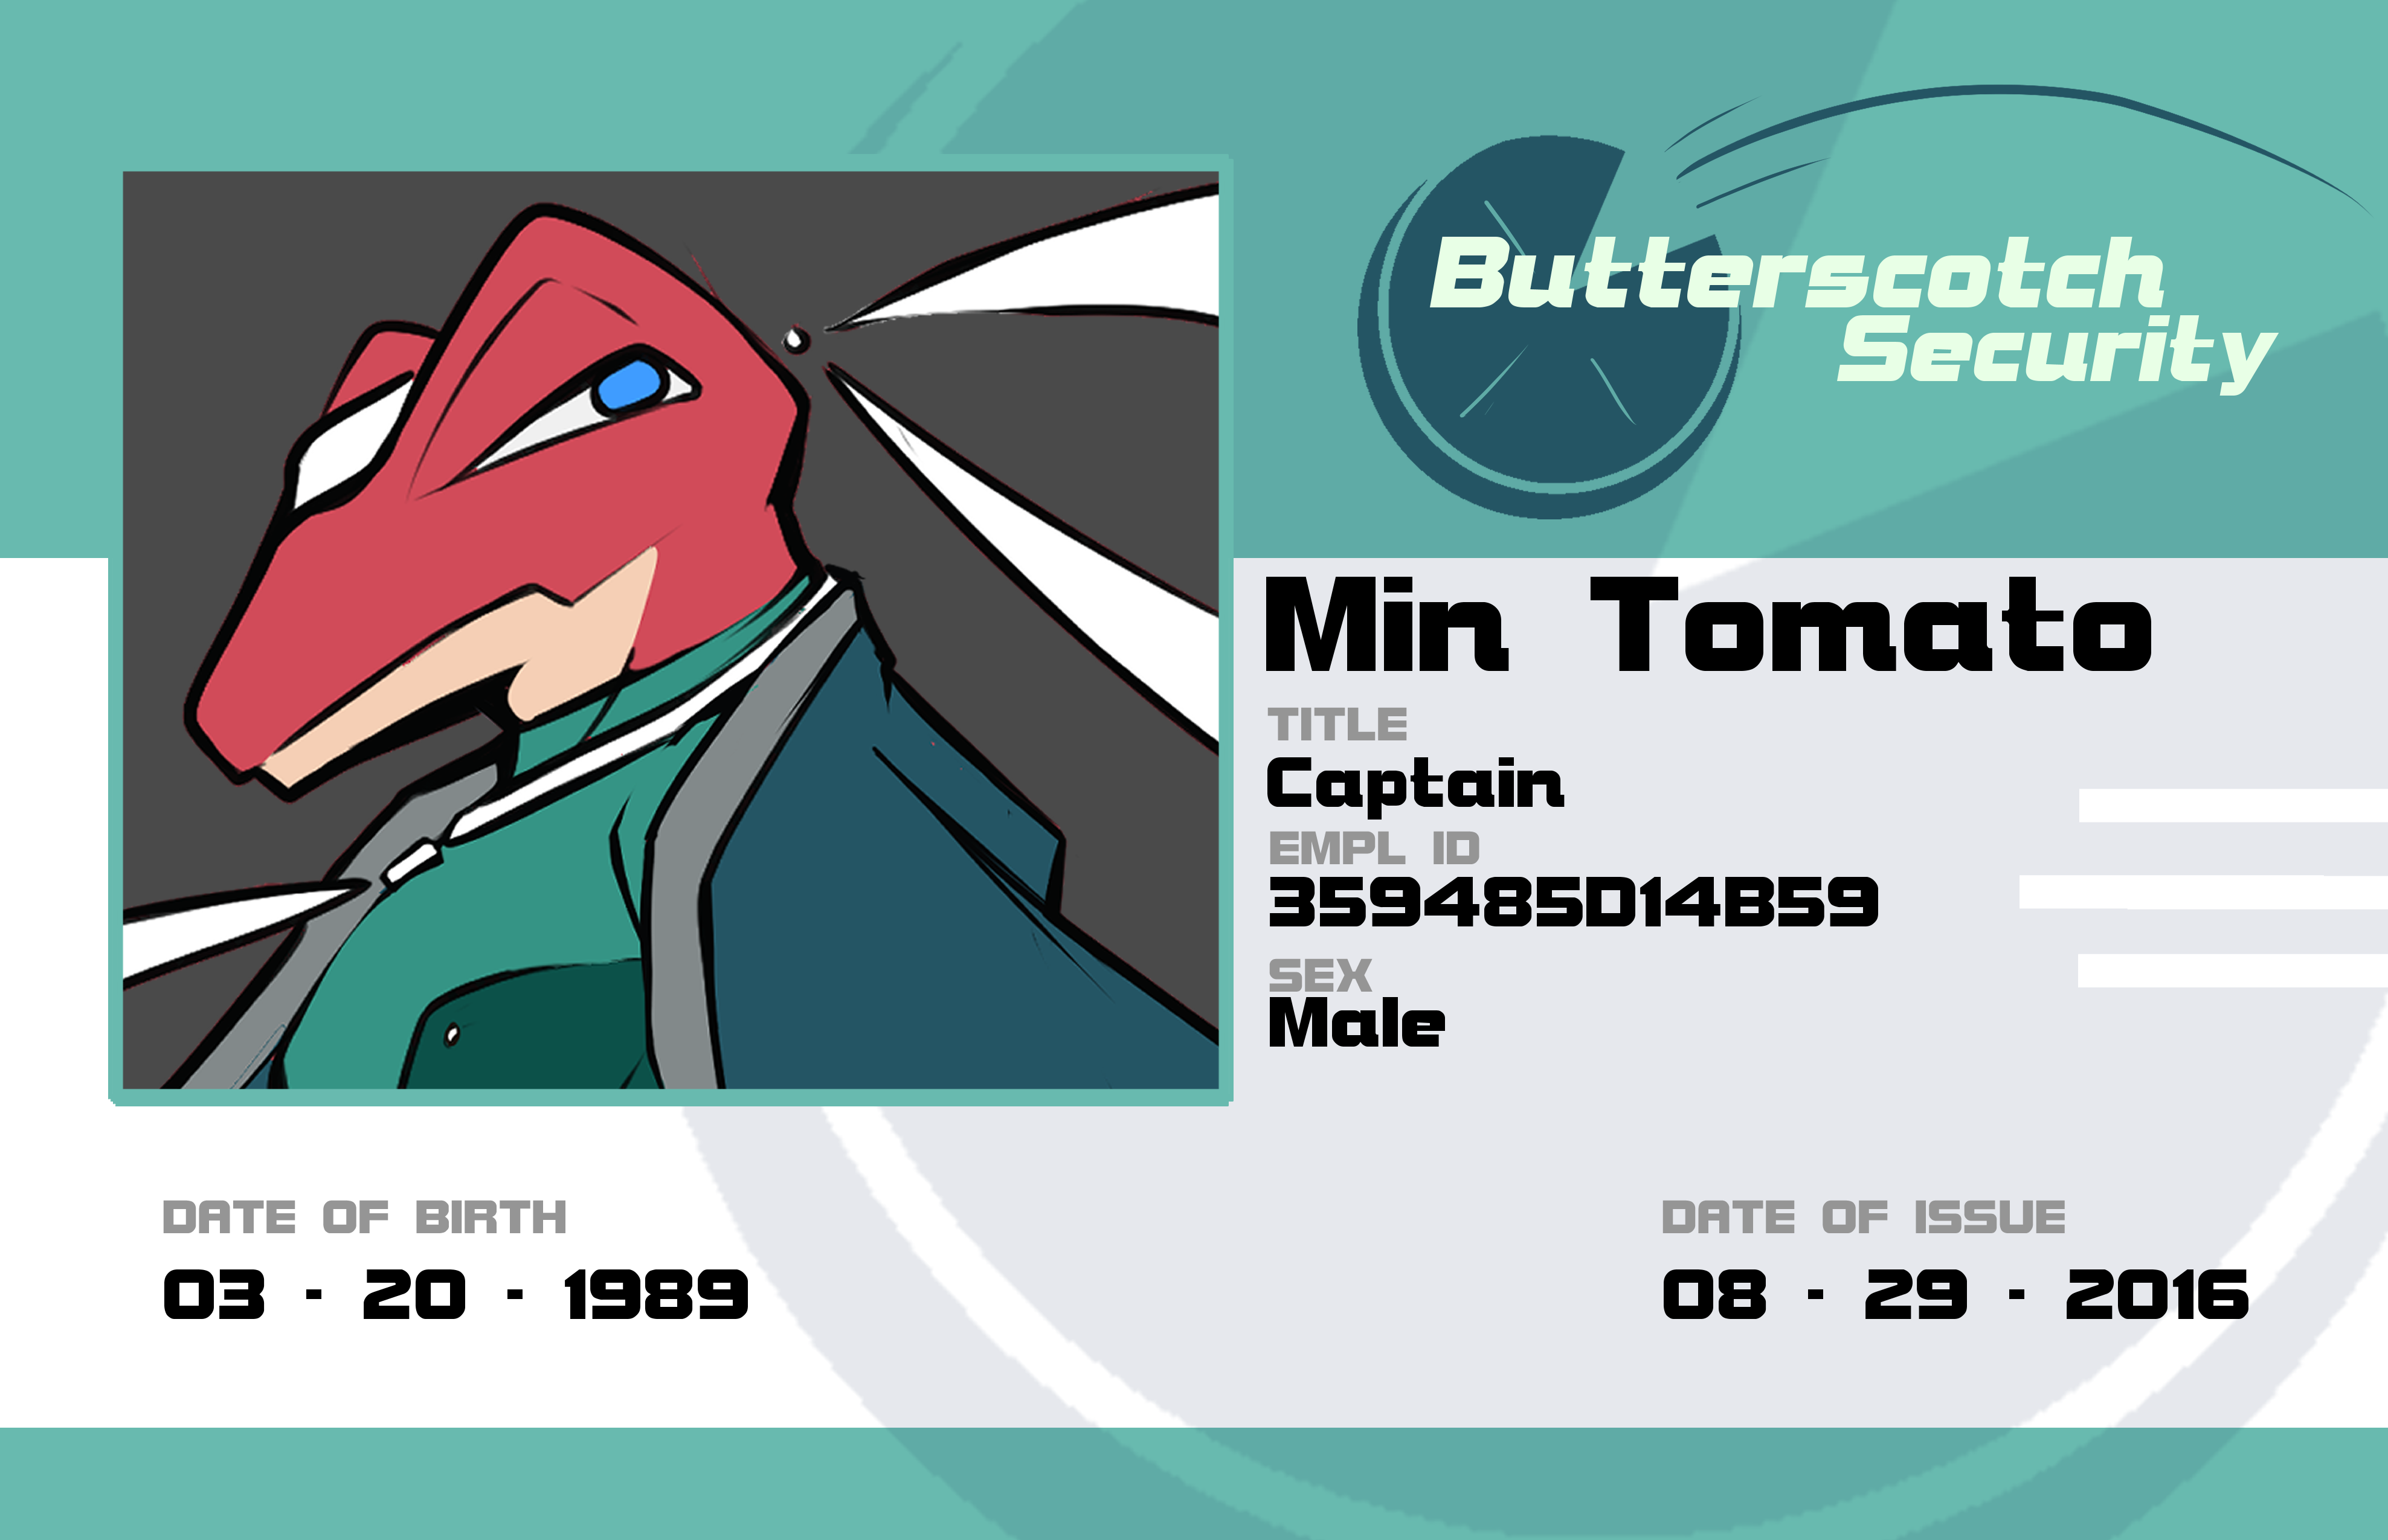 Butterscotch
Security
Min Tomato
TITLE
Captain
EMPL ID
359485D14B59
SEX
Male
DATE OF BIRTH
03 - 20 - 1989
DATE OF ISSUE
08 - 29 - 2016